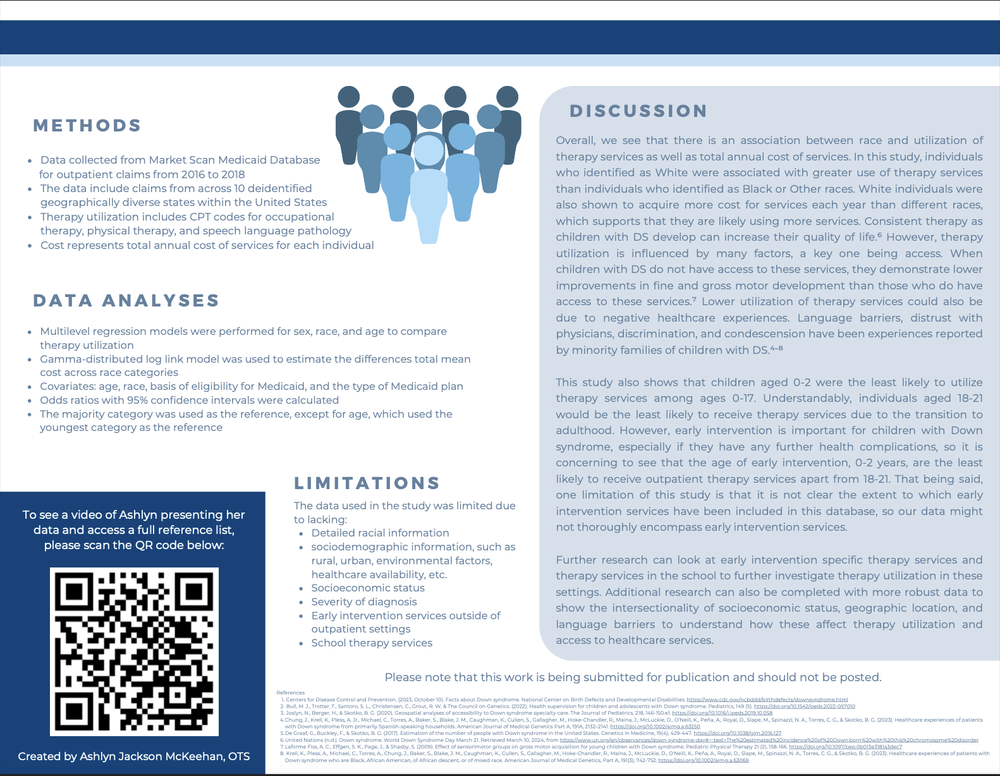 METHODS
• Data collected from Market Scan Medicaid Database
for outpatient claims from 2016 to 2018
• The data include claims from across 10 deidentified
geographically diverse states within the United States
• Therapy utilization includes CPT codes for occupational
therapy, physical therapy, and speech language pathology
• Cost represents total annual cost of services for each individual
DATA ANALYSES
• Multilevel regression models were performed for sex, race, and age to compare
therapy utilization
• Gamma-distributed log link model was used to estimate the differences total mean
cost across race categories
• Covariates: age, race, basis of eligibility for Medicaid, and the type of Medicaid plan
• Odds ratios with 95% confidence intervals were calculated
• The majority category was used as the reference, except for age, which used the
youngest category as the reference
To see a video of Ashlyn presenting her
data and access a full reference list,
please scan the QR code below:
Created by Ashlyn Jackson McKeehan, OTS
LIMITATIONS
The data used in the study was limited due
to lacking:
• Detailed racial information
• sociodemographic information, such as
rural, urban, environmental factors,
healthcare availability, etc.
• Socioeconomic status
• Severity of diagnosis
• Early intervention services outside of
outpatient settings
• School therapy services
DISCUSSION
Overall, we see that there is an association between race and utilization of
therapy services as well as total annual cost of services. In this study, individuals
who identified as White were associated with greater use of therapy services
than individuals who identified as Black or Other races. White individuals were
also shown to acquire more cost for services each year than different races,
which supports that they are likely using more services. Consistent therapy as
children with DS develop can increase their quality of life.⁶ However, therapy
utilization is influenced by many factors, a key one being access. When
children with DS do not have access to these services, they demonstrate lower
improvements in fine and gross motor development than those who do have
access to these services.⁷ Lower utilization of therapy services could also be
due to negative healthcare experiences. Language barriers, distrust with
physicians, discrimination, and condescension have been experiences reported
by minority families of children with DS.⁴⁻⁸
This study also shows that children aged 0-2 were the least likely to utilize
therapy services among ages 0-17. Understandably, individuals aged 18-21
would be the least likely to receive therapy services due to the transition to
adulthood. However, early intervention is important for children with Down
syndrome, especially if they have any further health complications, so it is
concerning to see that the age of early intervention, 0-2 years, are the least
likely to receive outpatient therapy services apart from 18-21. That being said,
one limitation of this study is that it is not clear the extent to which early
intervention services have been included in this database, so our data might
not thoroughly encompass early intervention services.
Further research can look at early intervention specific therapy services and
therapy services in the school to further investigate therapy utilization in these
settings. Additional research can also be completed with more robust data to
show the intersectionality of socioeconomic status, geographic location, and
language barriers to understand how these affect therapy utilization and
access to healthcare services.
Please note that this work is being submitted for publication and should not be posted.
References
1. Centers for Disease Control and Prevention. (2023, October 10). Facts about Down syndrome. National Center on Birth Defects and Developmental Disabilities. https://www.cdc.gov/ncbddd/birthdefects/downsyndrome.html
2. Bull, M. J., Trotter, T., Santoro, S. L., Christensen, C., Grout, R. W, & The Council on Genetics. (2022). Health supervision for children and adolescents with Down syndrome. Pediatrics, 149 (5). https://doi.org/10.1542/peds.2022-057010
3. Joslyn, N., Berger, H., & Skotko, B. G. (2020). Geospatial analyses of accessibility to Down syndrome specialty care. The Journal of Pediatrics, 218, 146-150.e1. https://doi.org/10.1016/j.jpeds.2019.10.058
4. Chung, J., Krell, K., Pless, A. Jr., Michael, C., Torres, A., Baker, S., Blake, J. M., Caughman, K., Cullen, S., Gallagher, M., Hoke-Chandler, R., Maina, J., McLuckie, D., O'Neill, K., Peña, A., Royal, D., Slape, M., Spinazzi, N. A., Torres, C. G., & Skotko, B. G. (2023). Healthcare experiences of patients
with Down syndrome from primarily Spanish-speaking households. American Journal of Medical Genetics Part A, 191A, 2132–2141. https://doi.org/10.1002/ajmg.a.63250
5. De Graaf, G., Buckley, F., & Skotko, B. G. (2017). Estimation of the number of people with Down syndrome in the United States. Genetics in Medicine, 19(4), 429-447. https://doi.org/10.1038/gim.2016.127
6. United Nations (n.d.). Down syndrome. World Down Syndrome Day March 21. Retrieved March 10, 2024, from https://www.un.org/en/observances/down-syndrome-day#:~:text=The%20estimated%20incidence%20of%20Down,born%20with%20this%20chromosome%20disorder
7. Laforme Fiss, A. C., Effgen, S. K., Page, J., & Shasby, S. (2009). Effect of sensorimotor groups on gross motor acquisition for young children with Down syndrome. Pediatric Physical Therapy 21 (2), 158-166. https://doi.org/10.1097/pep.0b013e3181a3dec7
8. Krell, K., Pless, A., Michael, C., Torres, A., Chung, J., Baker, S., Blake, J. M., Caughman, K., Cullen, S., Gallagher, M., Hoke-Chandler, R., Maina, J., McLuckie, D., O'Neill, K., Peña, A., Royal, D., Slape, M., Spinazzi, N. A., Torres, C. G., & Skotko, B. G. (2023). Healthcare experiences of patients with
Down syndrome who are Black, African American, of African descent, or of mixed race. American Journal of Medical Genetics, Part A, 191(3), 742-752. https://doi.org/10.1002/ajmg.a.63069